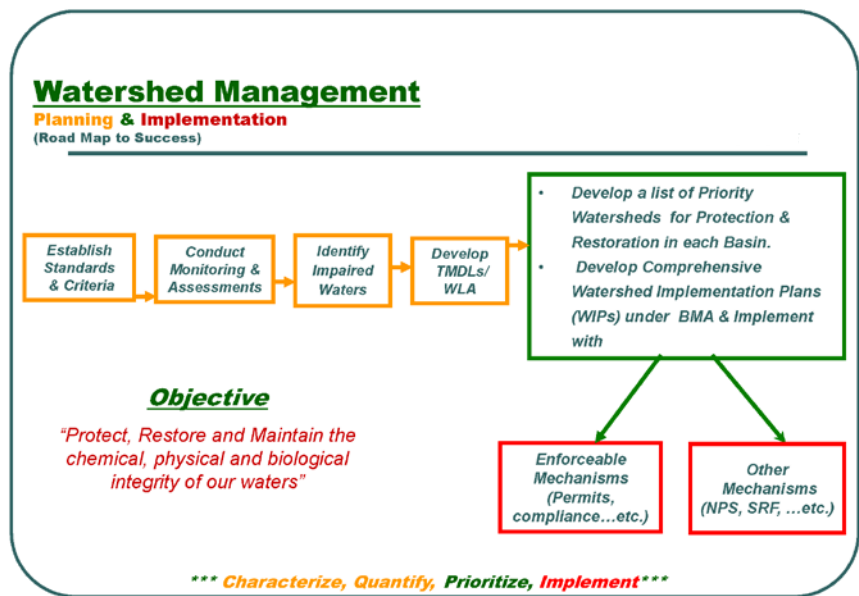 Watershed Management
Planning & Implementation
(Road Map to Success)
Establish
Standards
& Criteria
Conduct
Monitoring &
Assessments
Identify
Impaired
Waters
Develop
TMDLs/
WLA
• Develop a list of Priority
Watersheds for Protection &
Restoration in each Basin.
• Develop Comprehensive
Watershed Implementation Plans
(WIPs) under BMA & Implement
with
Objective
“Protect, Restore and Maintain the
chemical, physical and biological
integrity of our waters”
Enforceable
Mechanisms
(Permits,
compliance…etc.)
Other
Mechanisms
(NPS, SRF, …etc.)
*** Characterize, Quantify, Prioritize, Implement***